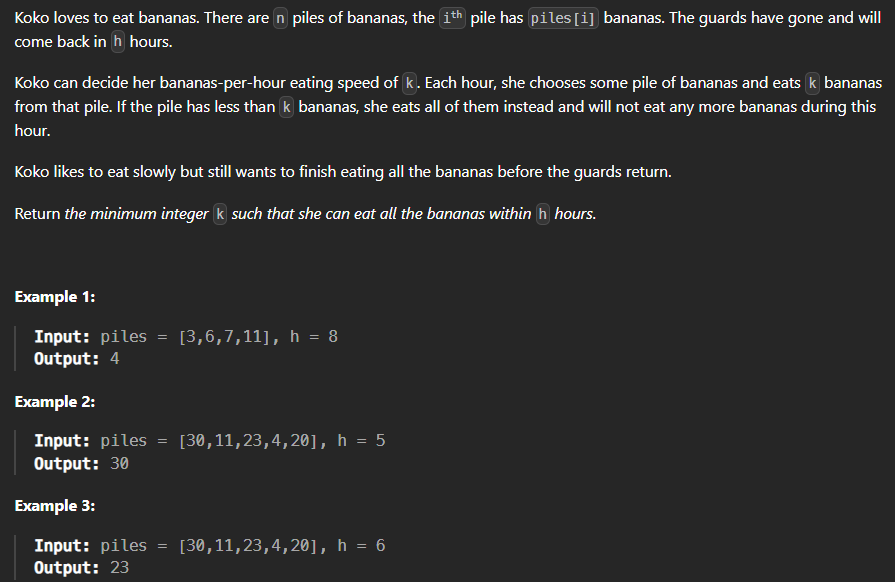 Koko loves to eat bananas. There are n piles of bananas, the ith pile has piles[i] bananas. The guards have gone and will
come back in h hours.
Koko can decide her bananas-per-hour eating speed of k. Each hour, she chooses some pile of bananas and eats k bananas
from that pile. If the pile has less than k bananas, she eats all of them instead and will not eat any more bananas during this
hour.
Koko likes to eat slowly but still wants to finish eating all the bananas before the guards return.
Return the minimum integer k such that she can eat all the bananas within h hours.
Example 1:
Input: piles = [3,6,7,11], h = 8
Output: 4
Example 2:
Input: piles = [30,11,23,4,20], h = 5
Output: 30
Example 3:
Input: piles = [30,11,23,4,20], h = 6
Output: 23